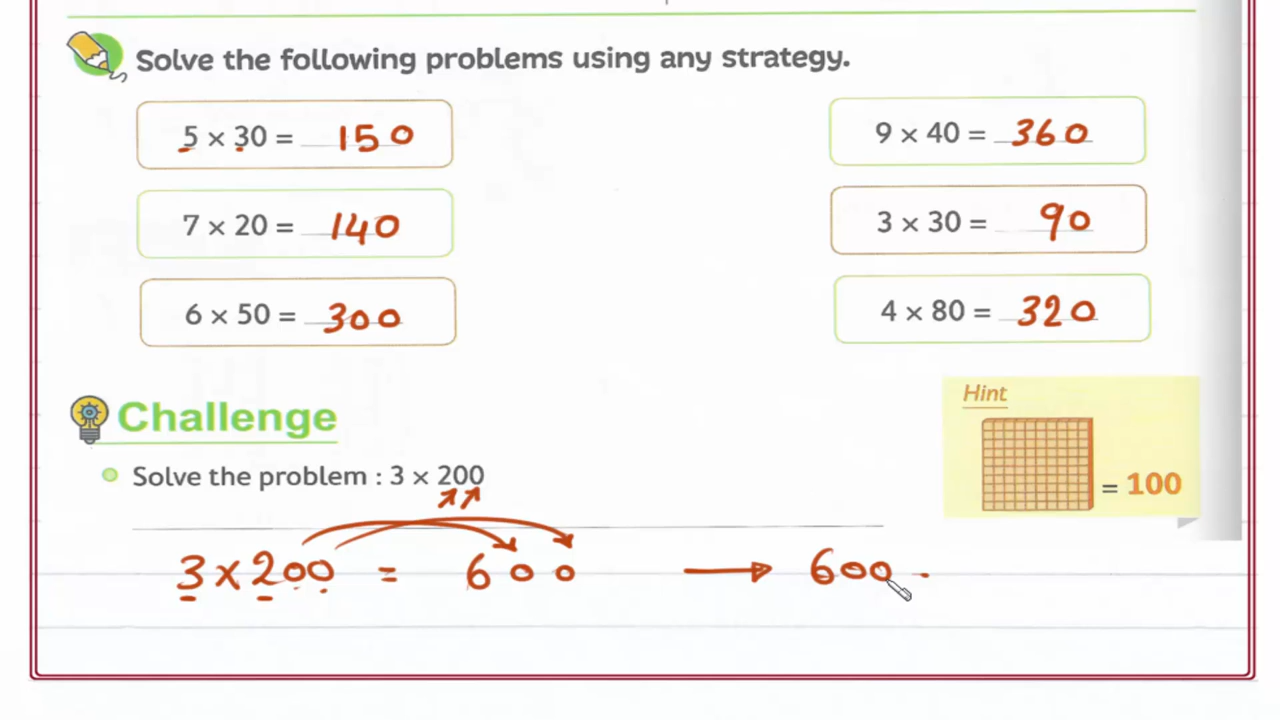 Solve the following problems using any strategy.
5 × 30 = 150
9 × 40 = 360
7 × 20 = 140
3 × 30 = 90
6 × 50 = 300
4 × 80 = 320
Hint
= 100
Challenge
Solve the problem : 3 × 200
3 × 200 = 600 → 600